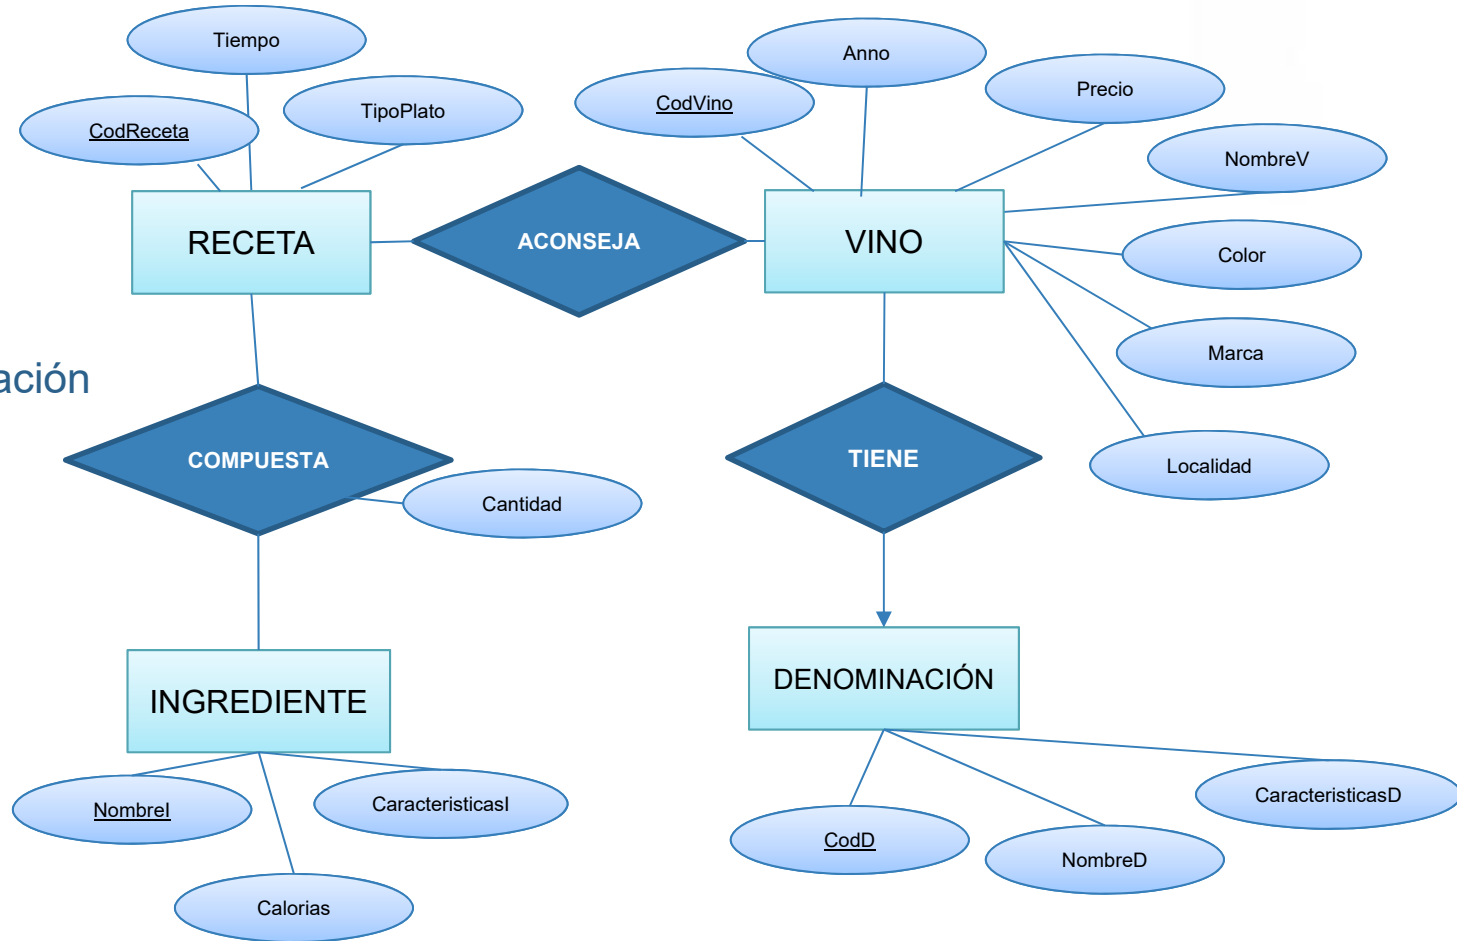 Tiempo
Anno
CodReceta
TipoPlato
CodVino
Precio
NombreV
RECETA
ACONSEJA
VINO
Color
Marca
ación
COMPUESTA
TIENE
Localidad
Cantidad
INGREDIENTE
DENOMINACIÓN
NombreI
CaracteristicasI
CaracteristicasD
CodD
NombreD
Calorias